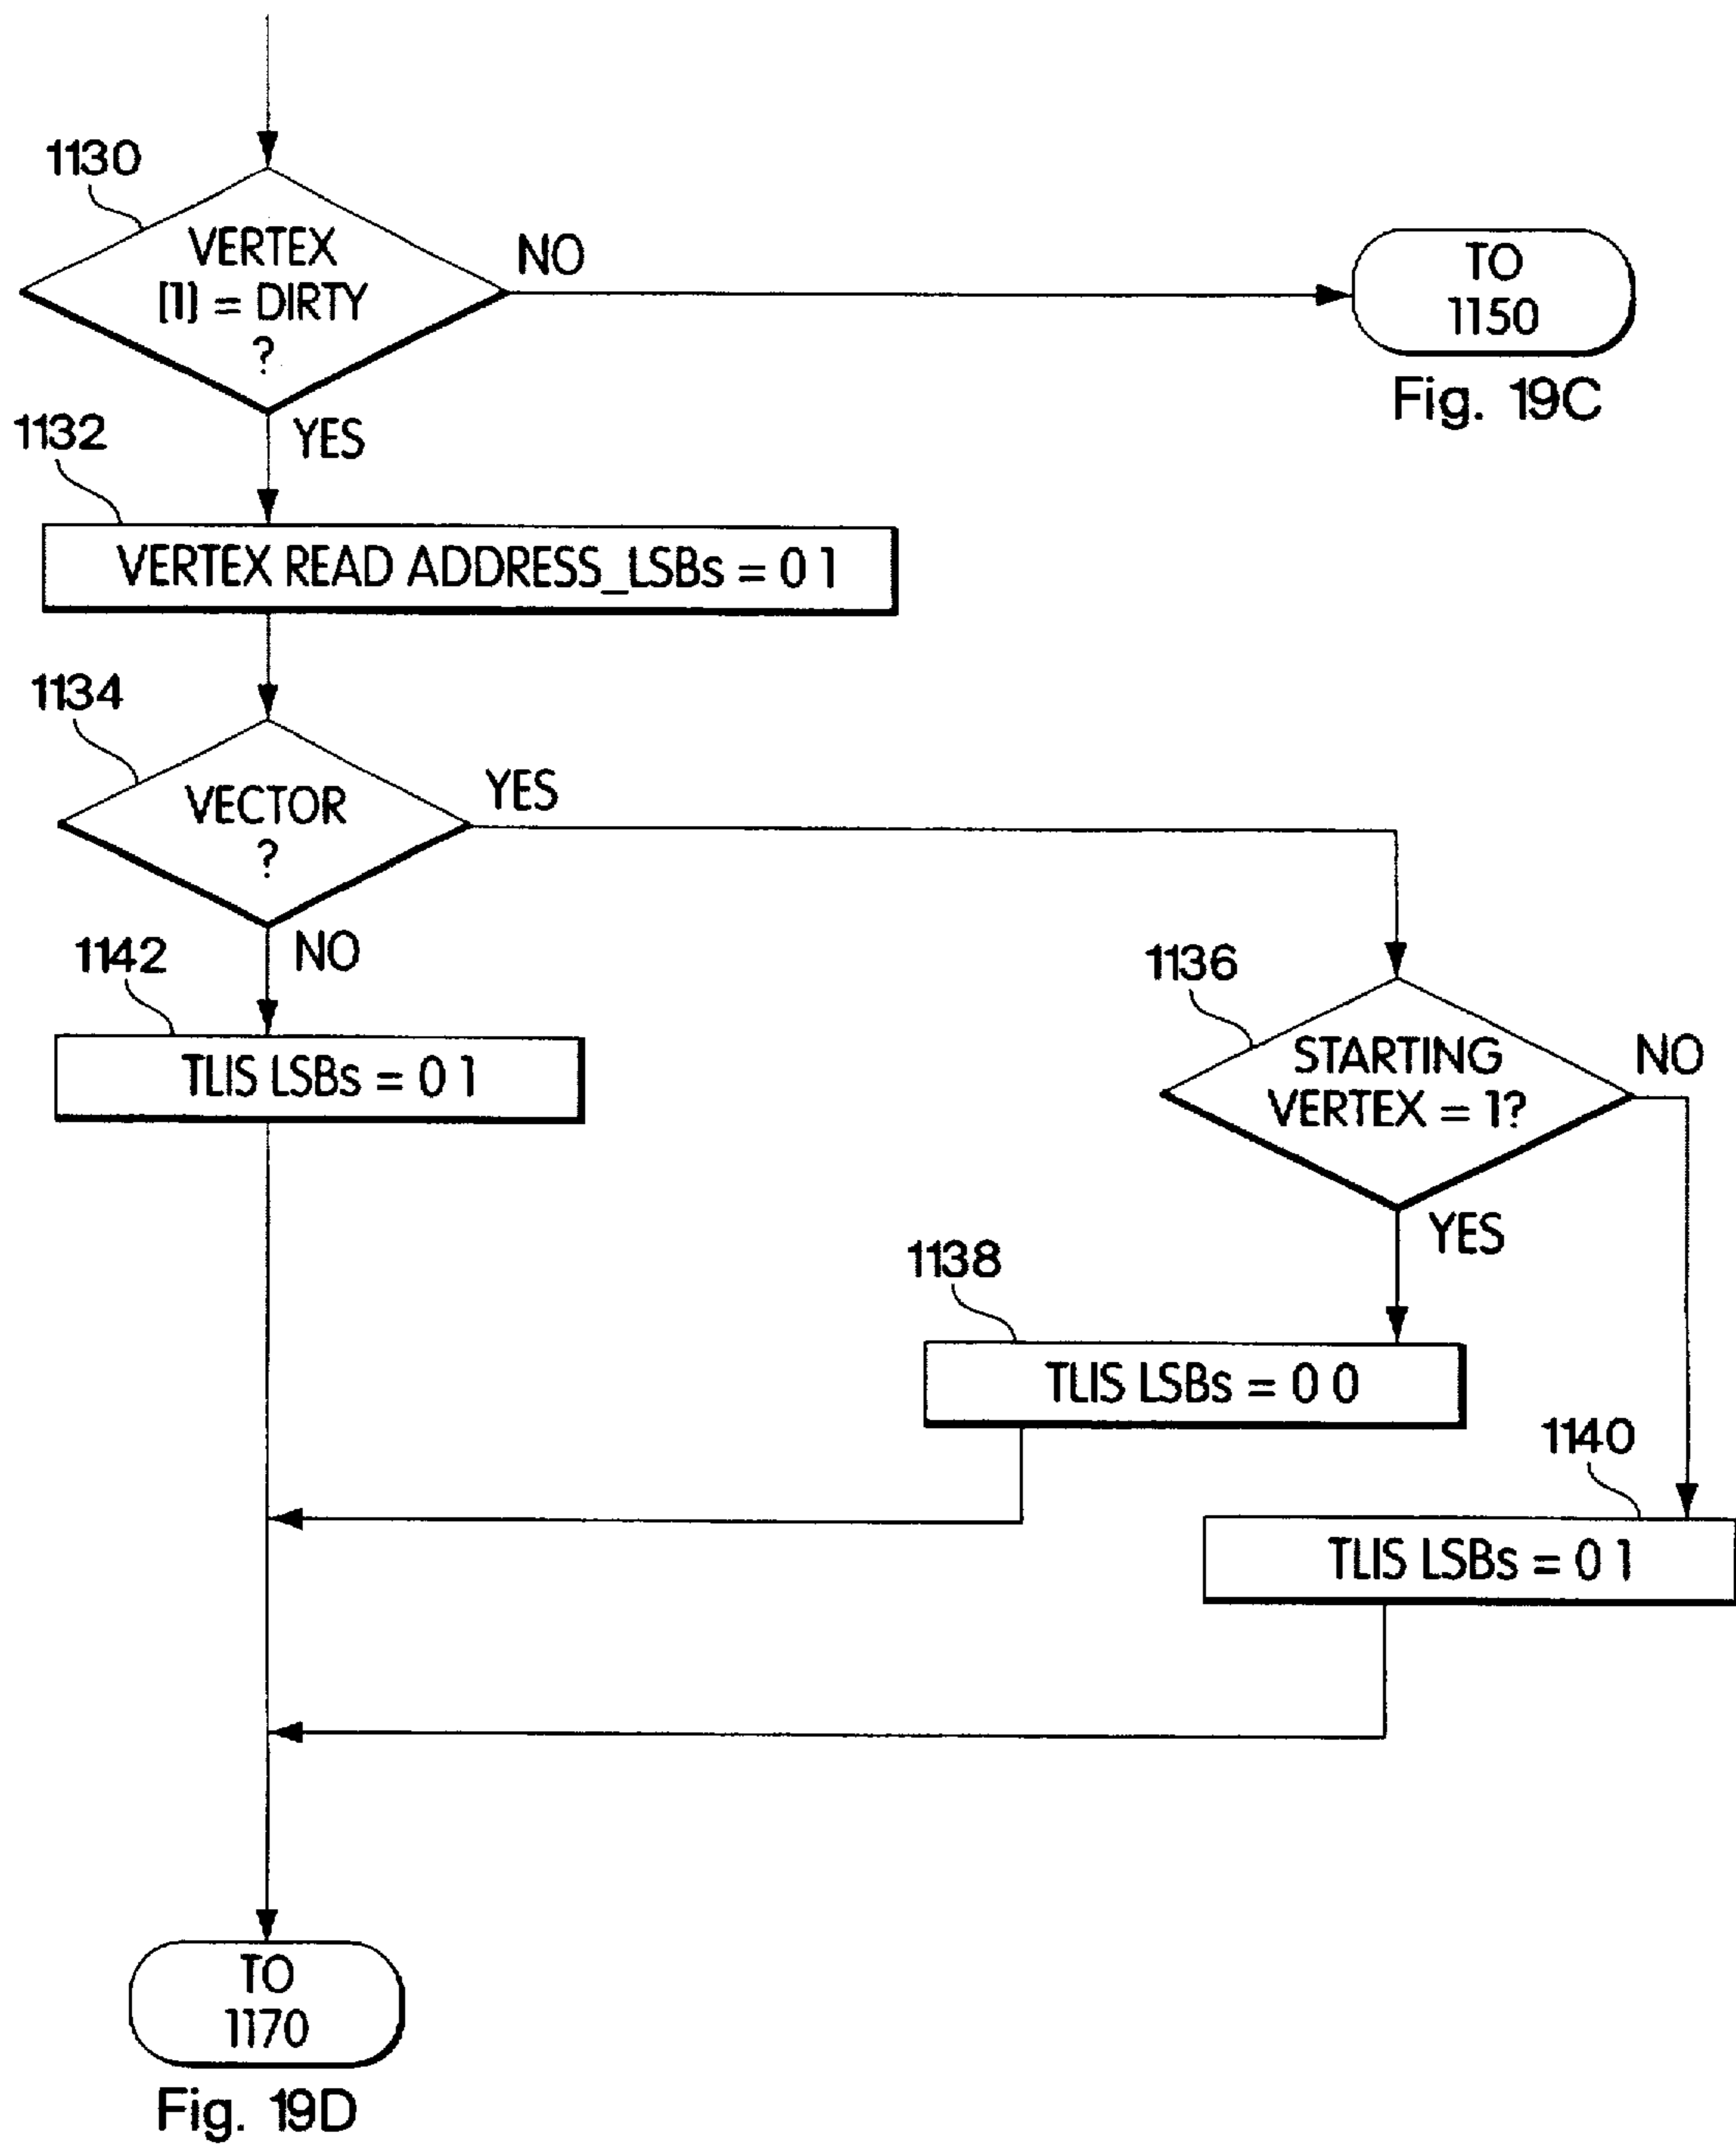 1130
VERTEX
[1] = DIRTY
?
NO
TO
1150
Fig. 19C
YES
1132
VERTEX READ ADDRESS_LSBs = 0 1
1134
VECTOR
?
YES
NO
1142
TLIS LSBs = 0 1
1136
STARTING
VERTEX = 1?
NO
YES
1138
TLIS LSBs = 0 0
1140
TLIS LSBs = 0 1
TO
1170
Fig. 19D